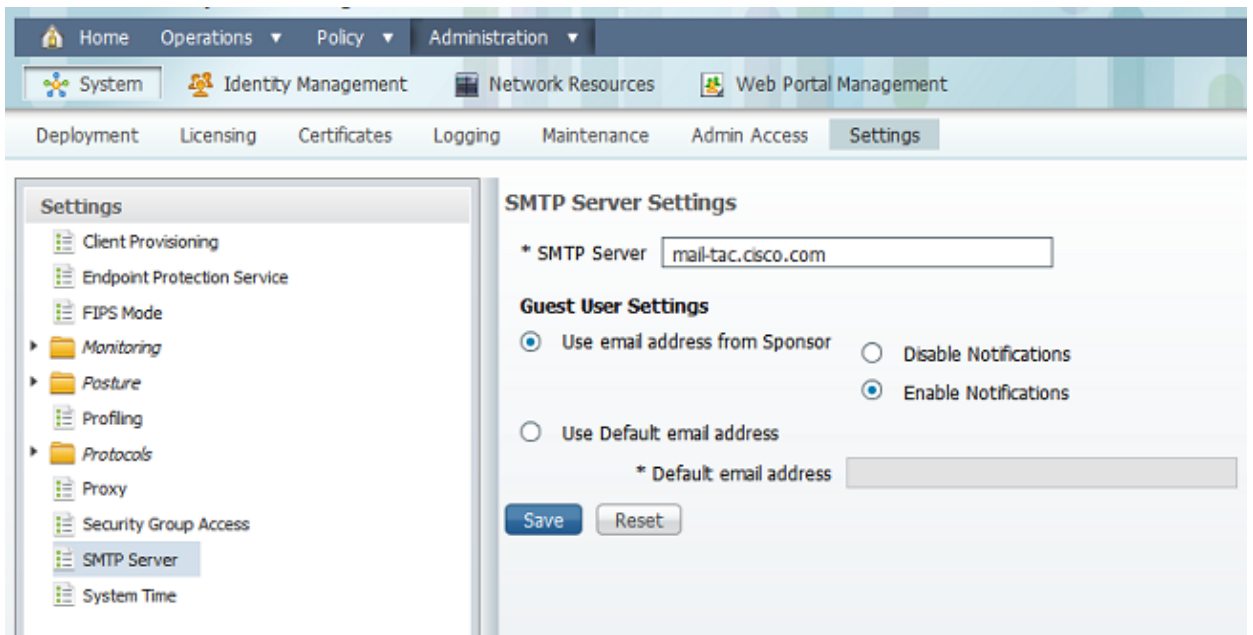 Home Operations ▼ Policy ▼ Administration ▼
System Identity Management Network Resources Web Portal Management
Deployment Licensing Certificates Logging Maintenance Admin Access Settings
Settings
Client Provisioning
Endpoint Protection Service
FIPS Mode
Monitoring
Posture
Profiling
Protocols
Proxy
Security Group Access
SMTP Server
System Time
SMTP Server Settings
* SMTP Server mail-tac.cisco.com
Guest User Settings
Use email address from Sponsor
Disable Notifications
Enable Notifications
Use Default email address
* Default email address
Save Reset